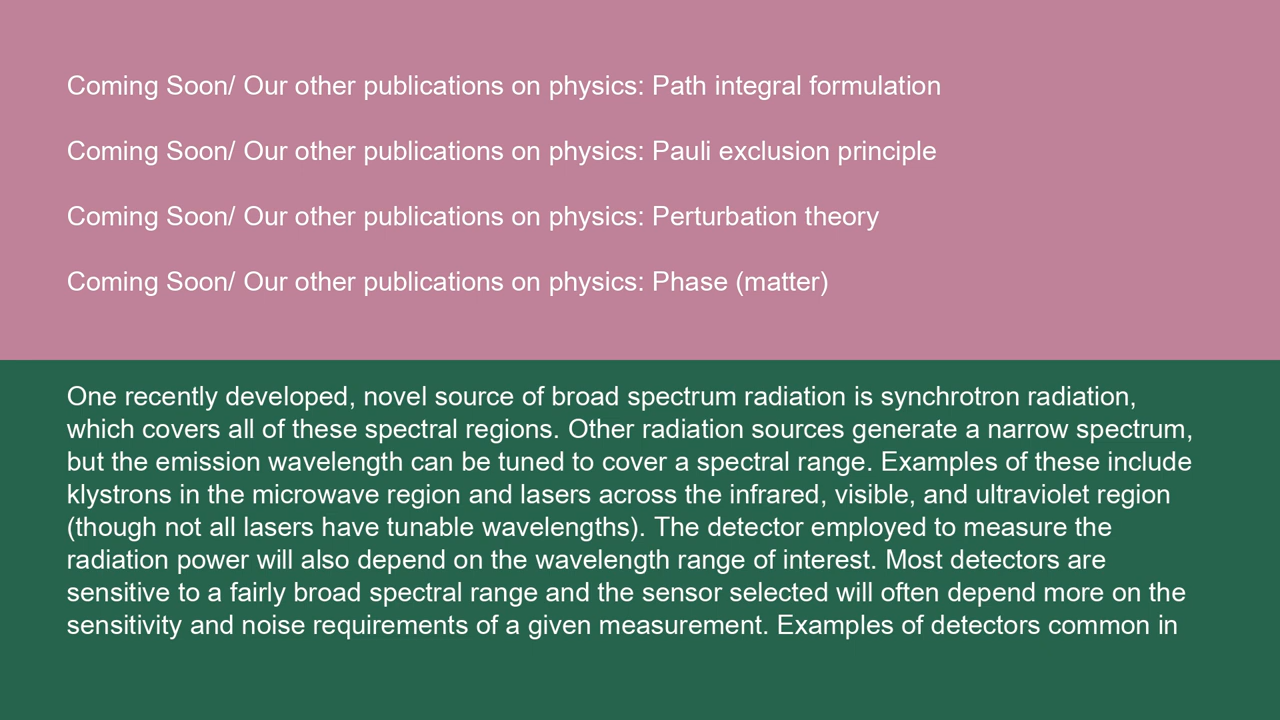 Coming Soon/ Our other publications on physics: Path integral formulation
Coming Soon/ Our other publications on physics: Pauli exclusion principle
Coming Soon/ Our other publications on physics: Perturbation theory
Coming Soon/ Our other publications on physics: Phase (matter)
One recently developed, novel source of broad spectrum radiation is synchrotron radiation,
which covers all of these spectral regions. Other radiation sources generate a narrow spectrum,
but the emission wavelength can be tuned to cover a spectral range. Examples of these include
klystrons in the microwave region and lasers across the infrared, visible, and ultraviolet region
(though not all lasers have tunable wavelengths). The detector employed to measure the
radiation power will also depend on the wavelength range of interest. Most detectors are
sensitive to a fairly broad spectral range and the sensor selected will often depend more on the
sensitivity and noise requirements of a given measurement. Examples of detectors common in